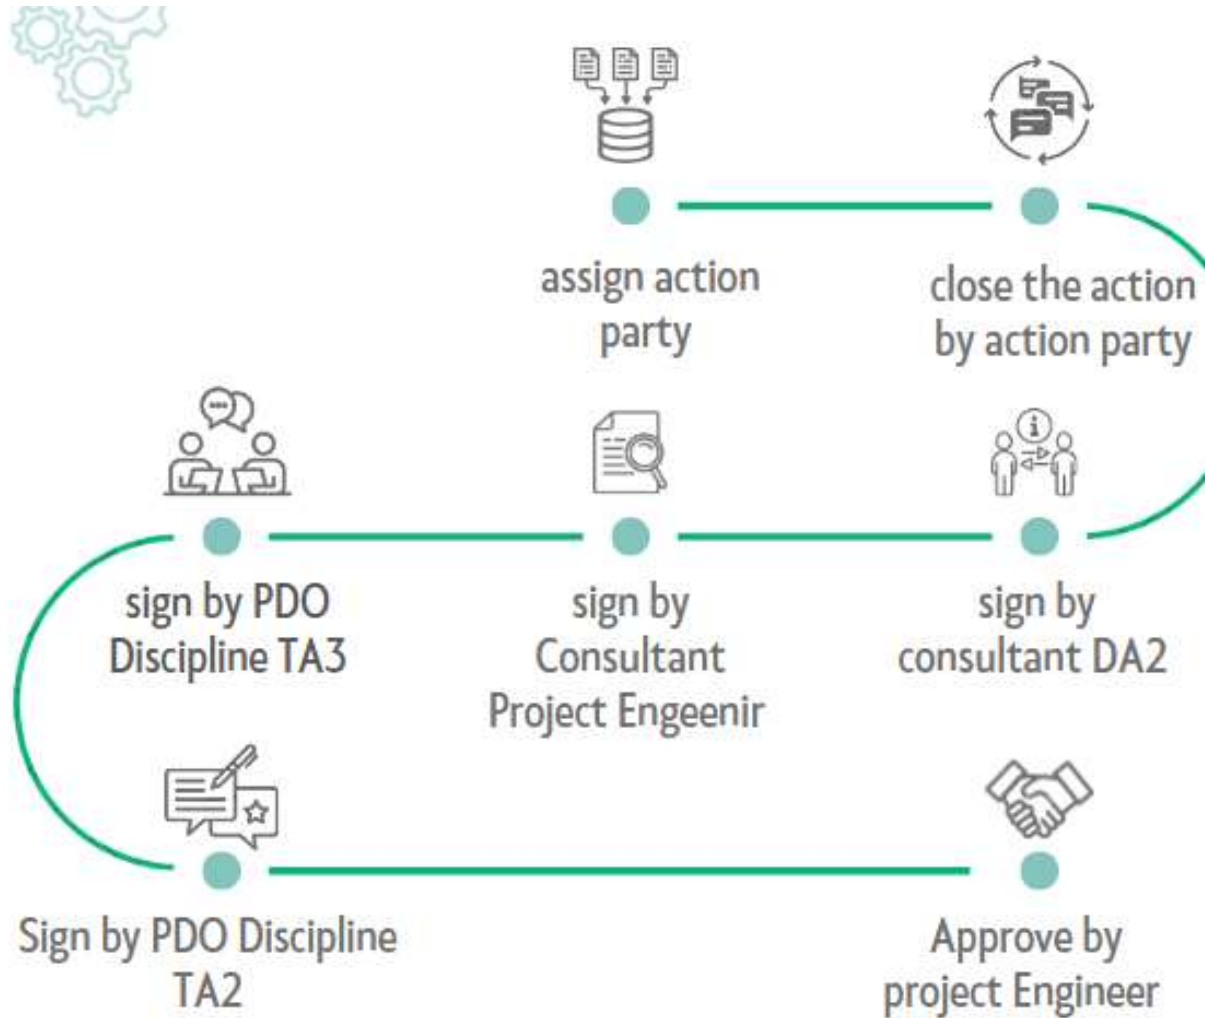 assign action
party
close the action
by action party
sign by PDO
Discipline TA3
sign by
Consultant
Project Engeenir
sign by
consultant DA2
Sign by PDO Discipline
TA2
Approve by
project Engineer